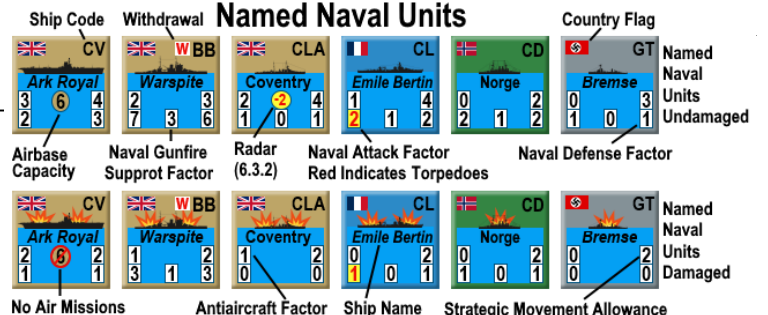 Named Naval Units
Ship Code Withdrawal Country Flag
CV W BB CLA CL CD GT
Ark Royal Warspite Coventry Emile Bertin Norge Bremse
3 6 4 2 3 2 -2 4 1 4 0 2 0 3
2 3 7 3 6 1 0 1 2 1 2 2 1 2 1 0 1
Named
Naval
Units
Undamaged
Airbase
Capacity
Naval Gunfire
Supprot Factor
Radar
(6.3.2)
Naval Attack Factor
Red Indicates Torpedoes
Naval Defense Factor
CV W BB CLA CL CD GT
Ark Royal Warspite Coventry Emile Bertin Norge Bremse
2 6 2 1 2 1 2 0 2 0 2 0 2
1 1 3 1 3 0 0 1 0 1 1 0 1 0 0
Named
Naval
Units
Damaged
No Air Missions Antiaircraft Factor Ship Name Strategic Movement Allowance